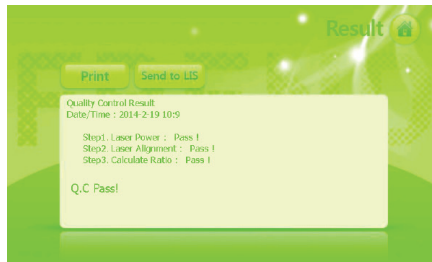 Result
Print
Send to LIS
Quality Control Result
Date/Time : 2014-2-19 10:9
Step1. Laser Power : Pass !
Step2. Laser Alignment : Pass !
Step3. Calculate Ratio : Pass !
Q.C Pass!